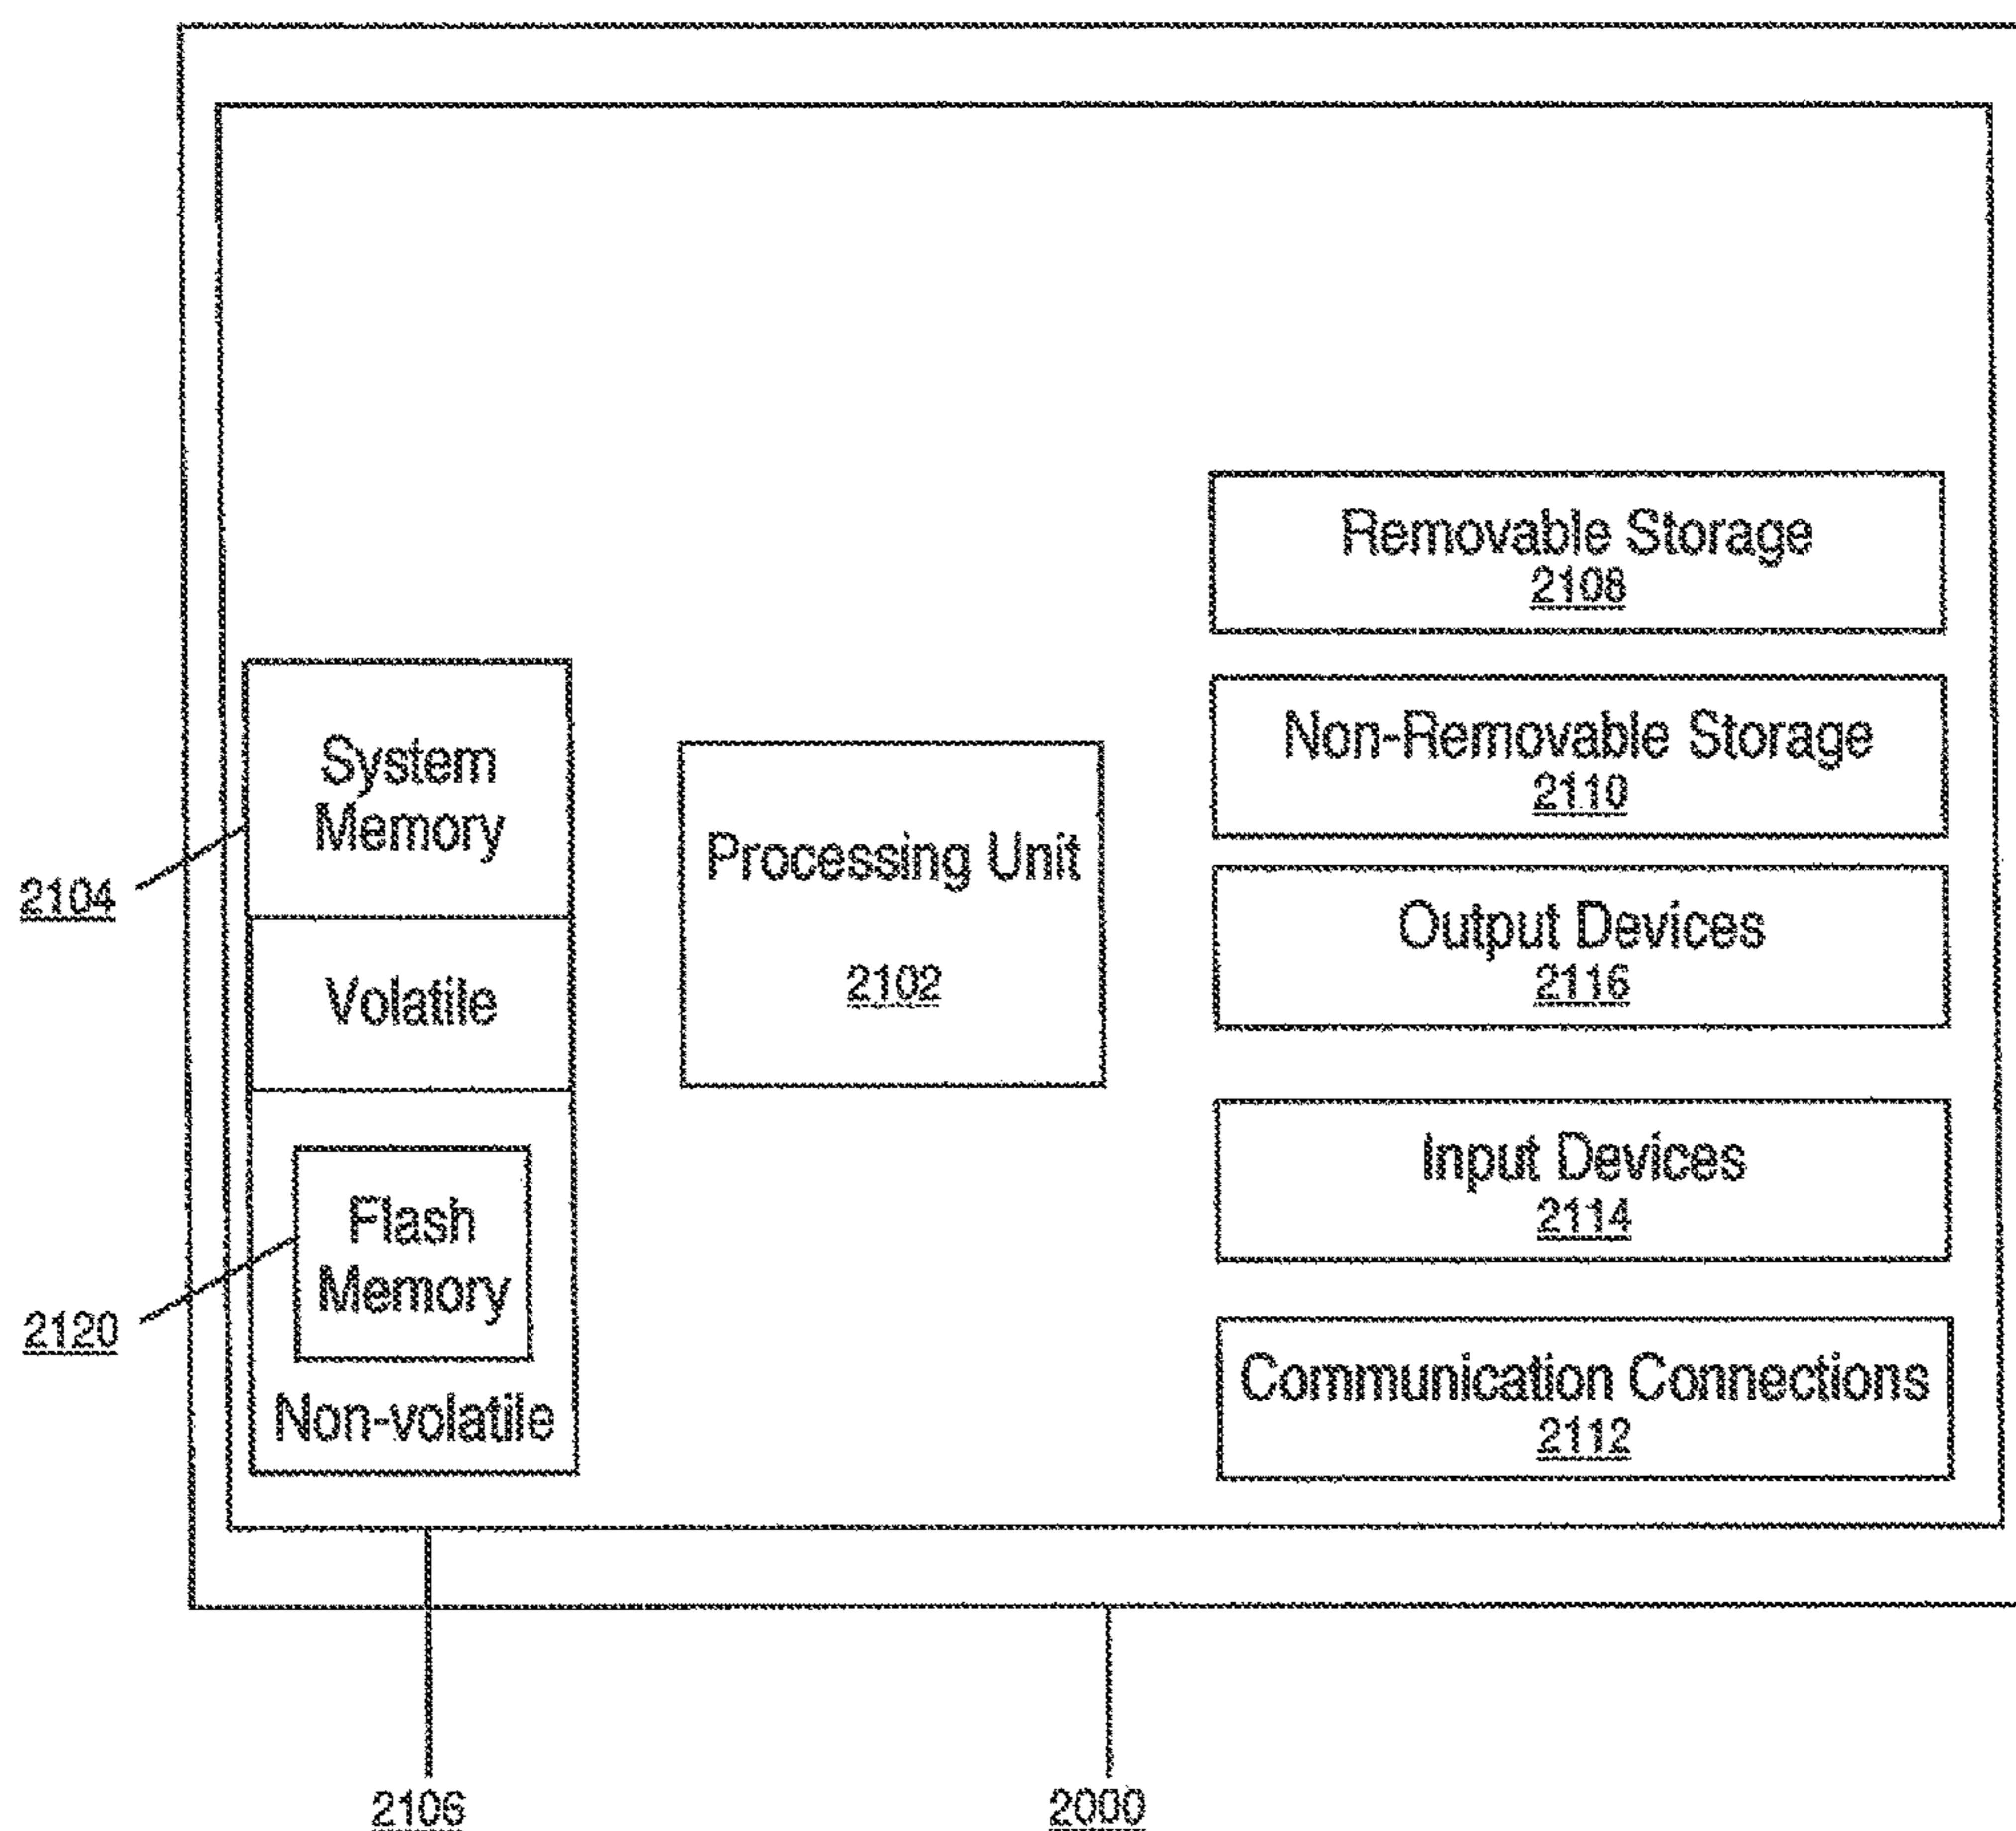 Removable Storage
2108
Non-Removable Storage
2110
System
Memory
2104
Processing Unit
2102
Output Devices
2116
Volatile
Input Devices
2114
Flash
Memory
2120
Non-volatile
Communication Connections
2112
2106
2000